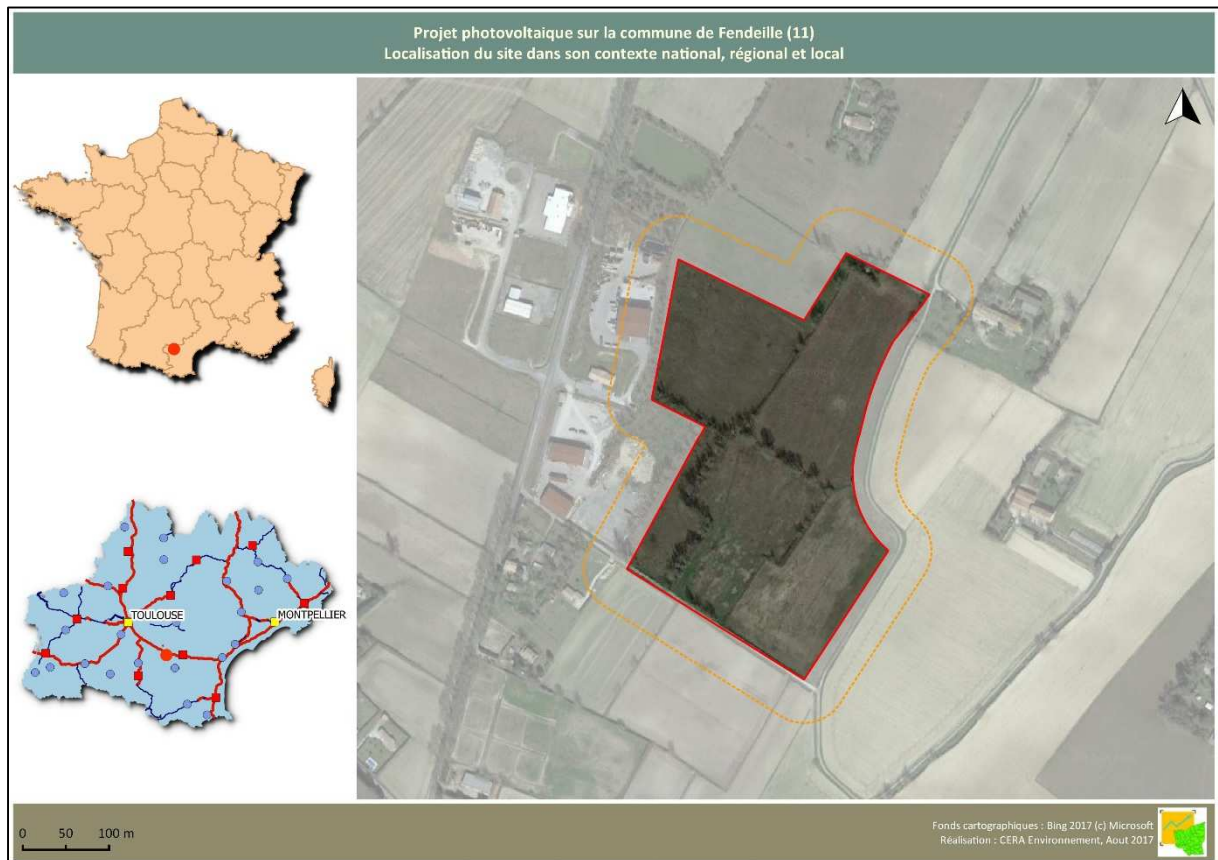 Projet photovoltaique sur la commune de Fendeille (11)
Localisation du site dans son contexte national, régional et local
TOULOUSE
MONTPELLIER
0 50 100 m
Fonds cartographiques : Bing 2017 (c) Microsoft
Réalisation : CERA Environnement, Aout 2017